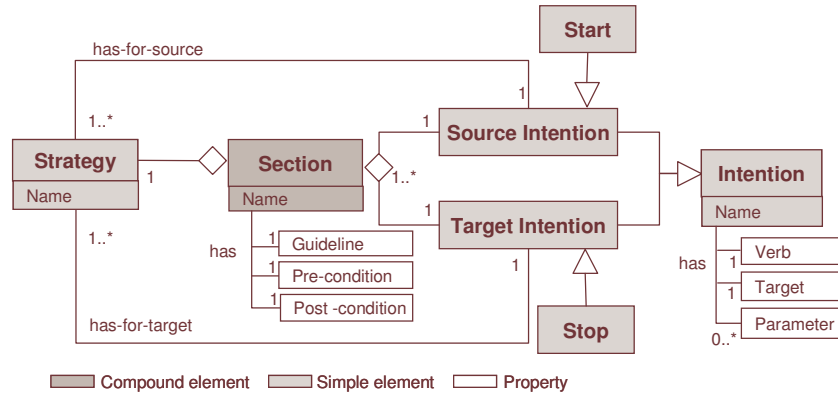 Start
has-for-source
1..*
1
1
Source Intention
Strategy
Name
1
Section
Name
1..*
Intention
Name
1..*
1
Target Intention
1
has
1
Guideline
1
Pre-condition
1
Post -condition
has
1
Verb
1
Target
0..*
Parameter
has-for-target
Stop
Compound element
Simple element
Property